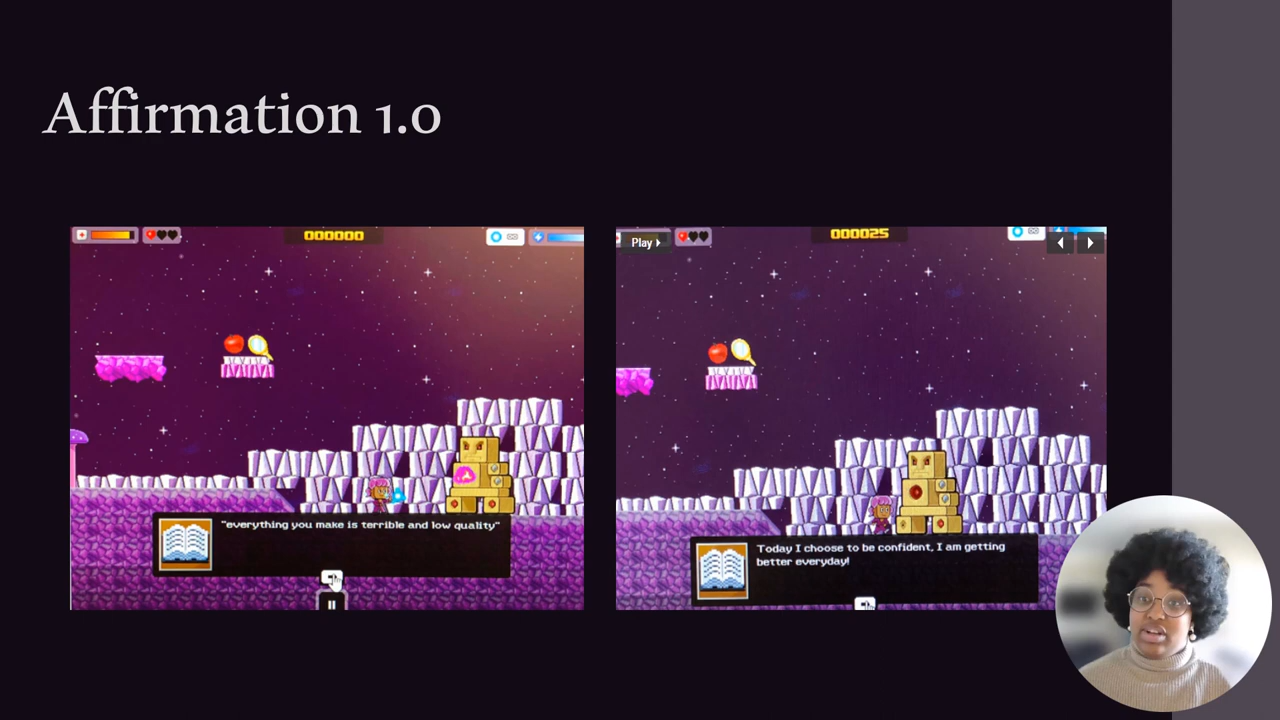 Affirmation 1.0
000000
"everything you make is terrible and low quality"
Play
000025
Today I choose to be confident, I am getting
better everyday!